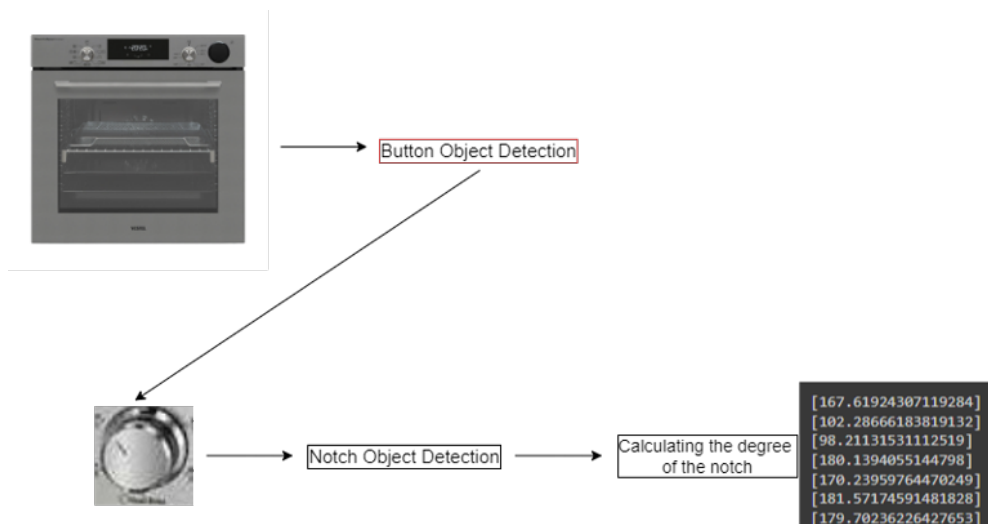 Button Object Detection
Notch Object Detection
Calculating the degree
of the notch
[167.61924307119284]
[102.28666183819132]
[98.21131531112519]
[180.1394055144798]
[170.23959764470249]
[181.57174591481828]
[179.70236226427653]